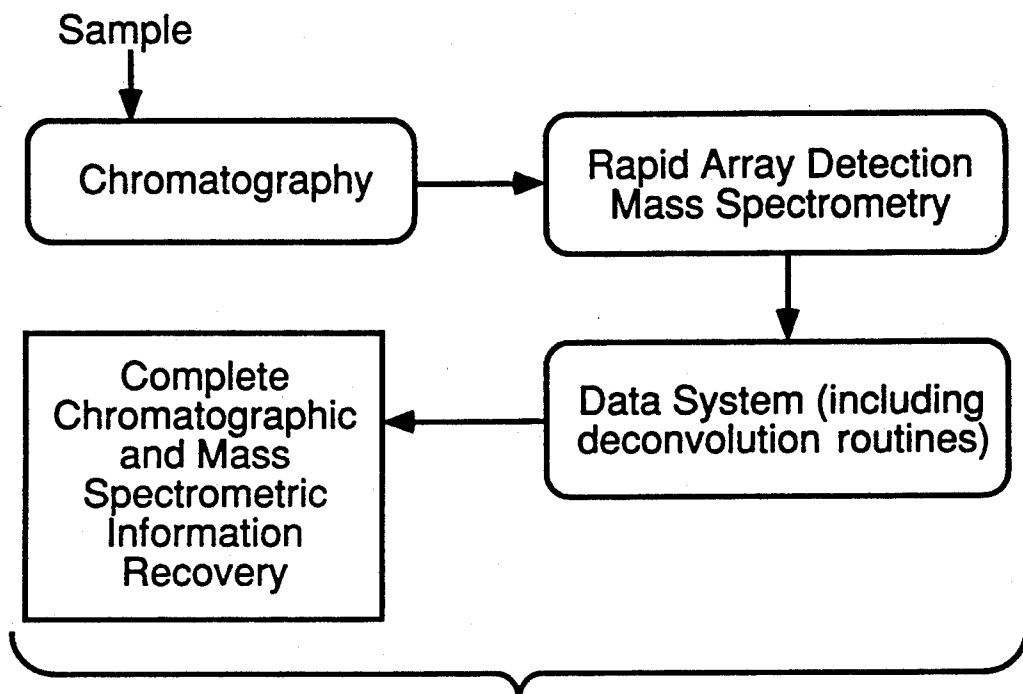 Sample
Chromatography
Rapid Array Detection
Mass Spectrometry
Data System (including
deconvolution routines)
Complete
Chromatographic
and Mass
Spectrometric
Information
Recovery